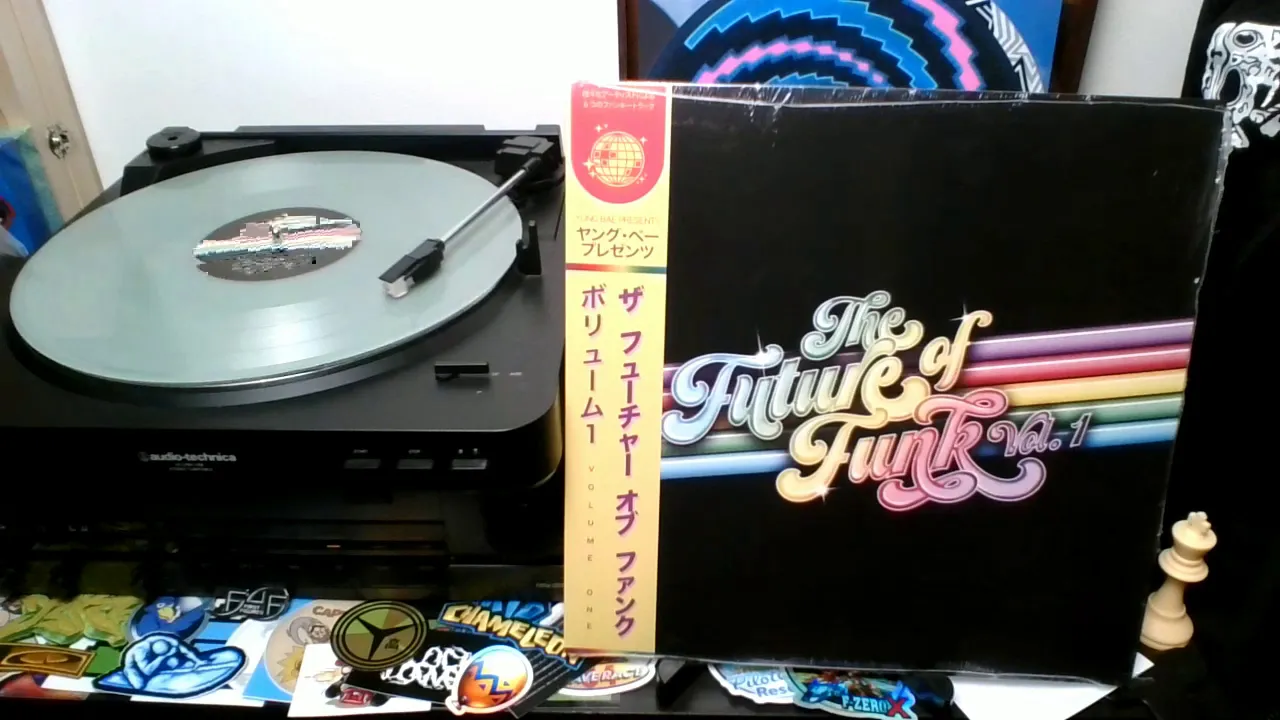 audio-technica
YUNG BAE PRESENTS
ヤング・ベー
プレゼンツ
ザ フューチャー オブ ファンク
ボリューム1
VOLUME ONE
The
Future of
Funk Vol. 1
CHAMELEON
F-ZERO X